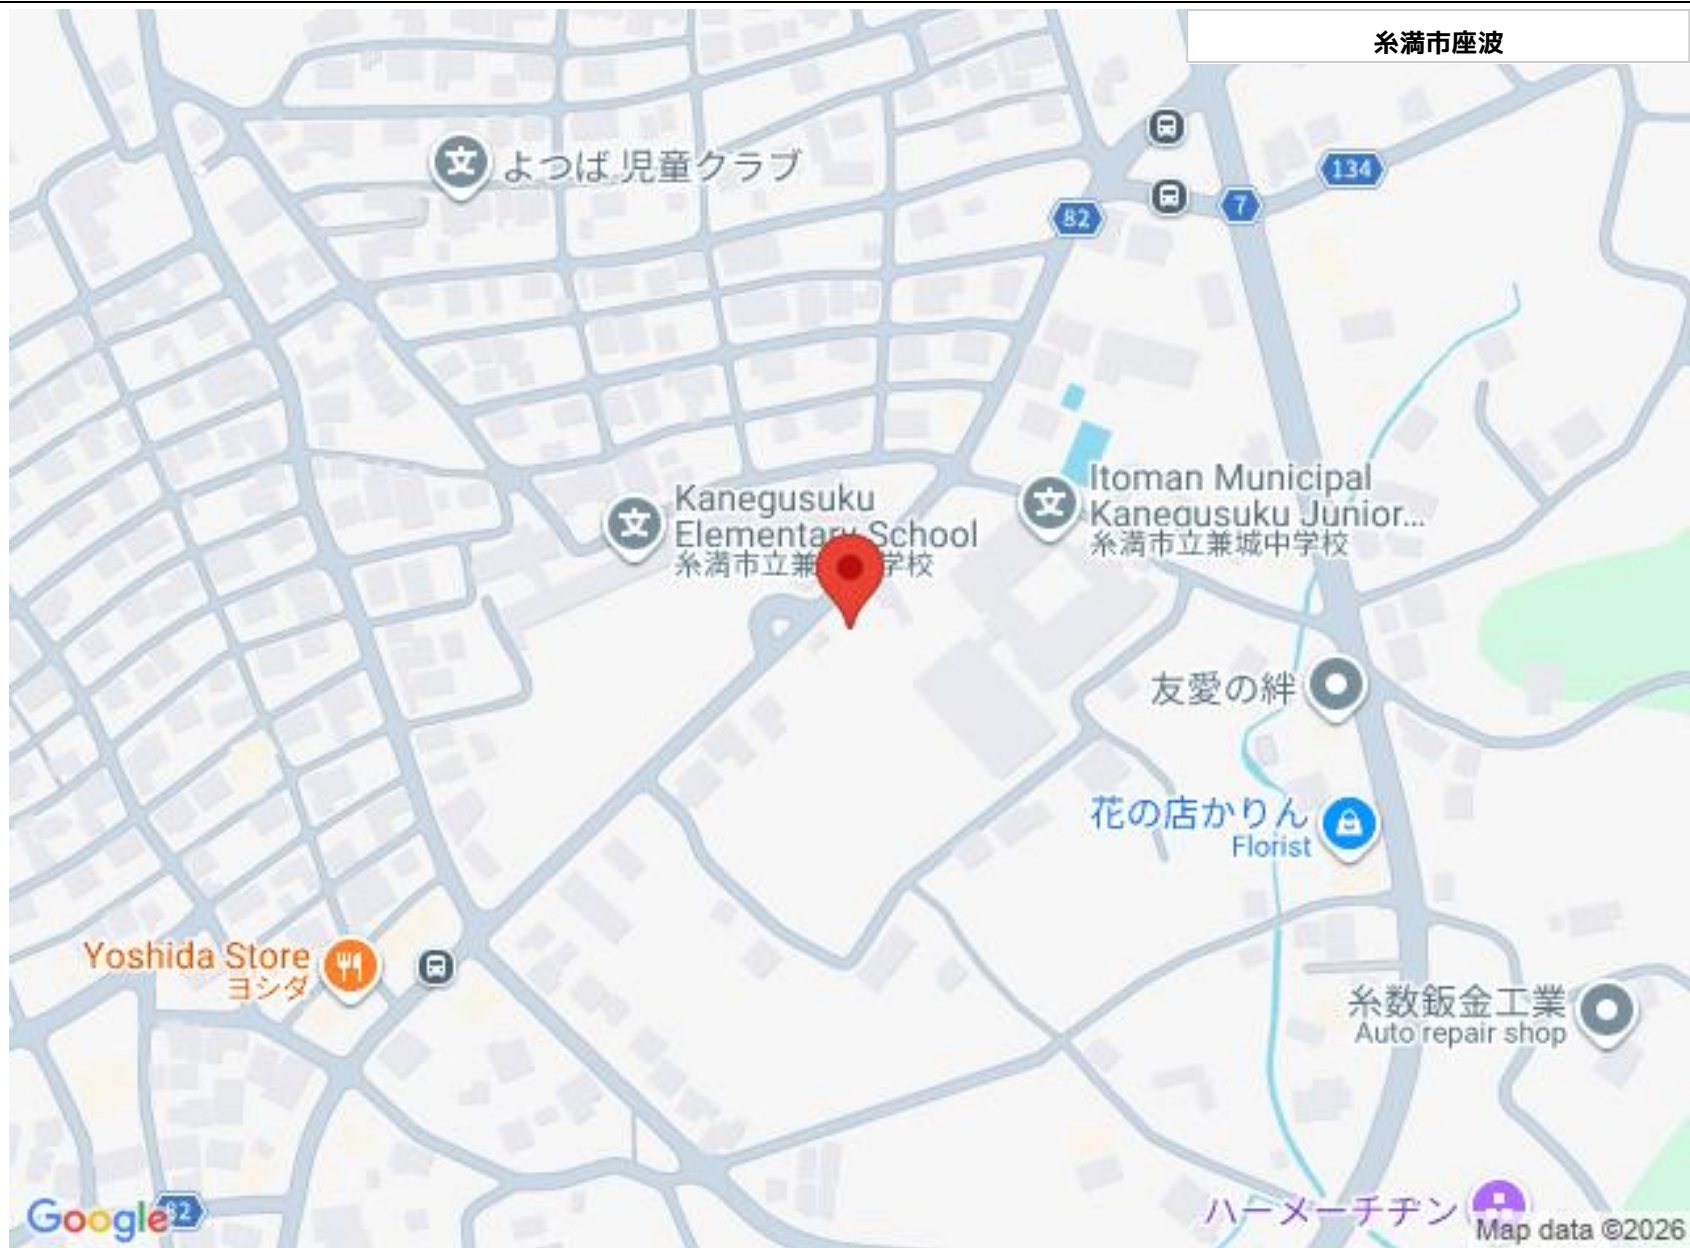 糸満市座波
よつば 児童クラブ
134
82
7
Kanegusuku
Elementary School
糸満市立兼
学校
Itoman Municipal
Kanegusuku Junior...
糸満市立兼城中学校
友愛の絆
花の店かりん
Florist
Yoshida Store
ヨシダ
糸数鈑金工業
Auto repair shop
ハーメーチヂン
Google
Map data ©2026